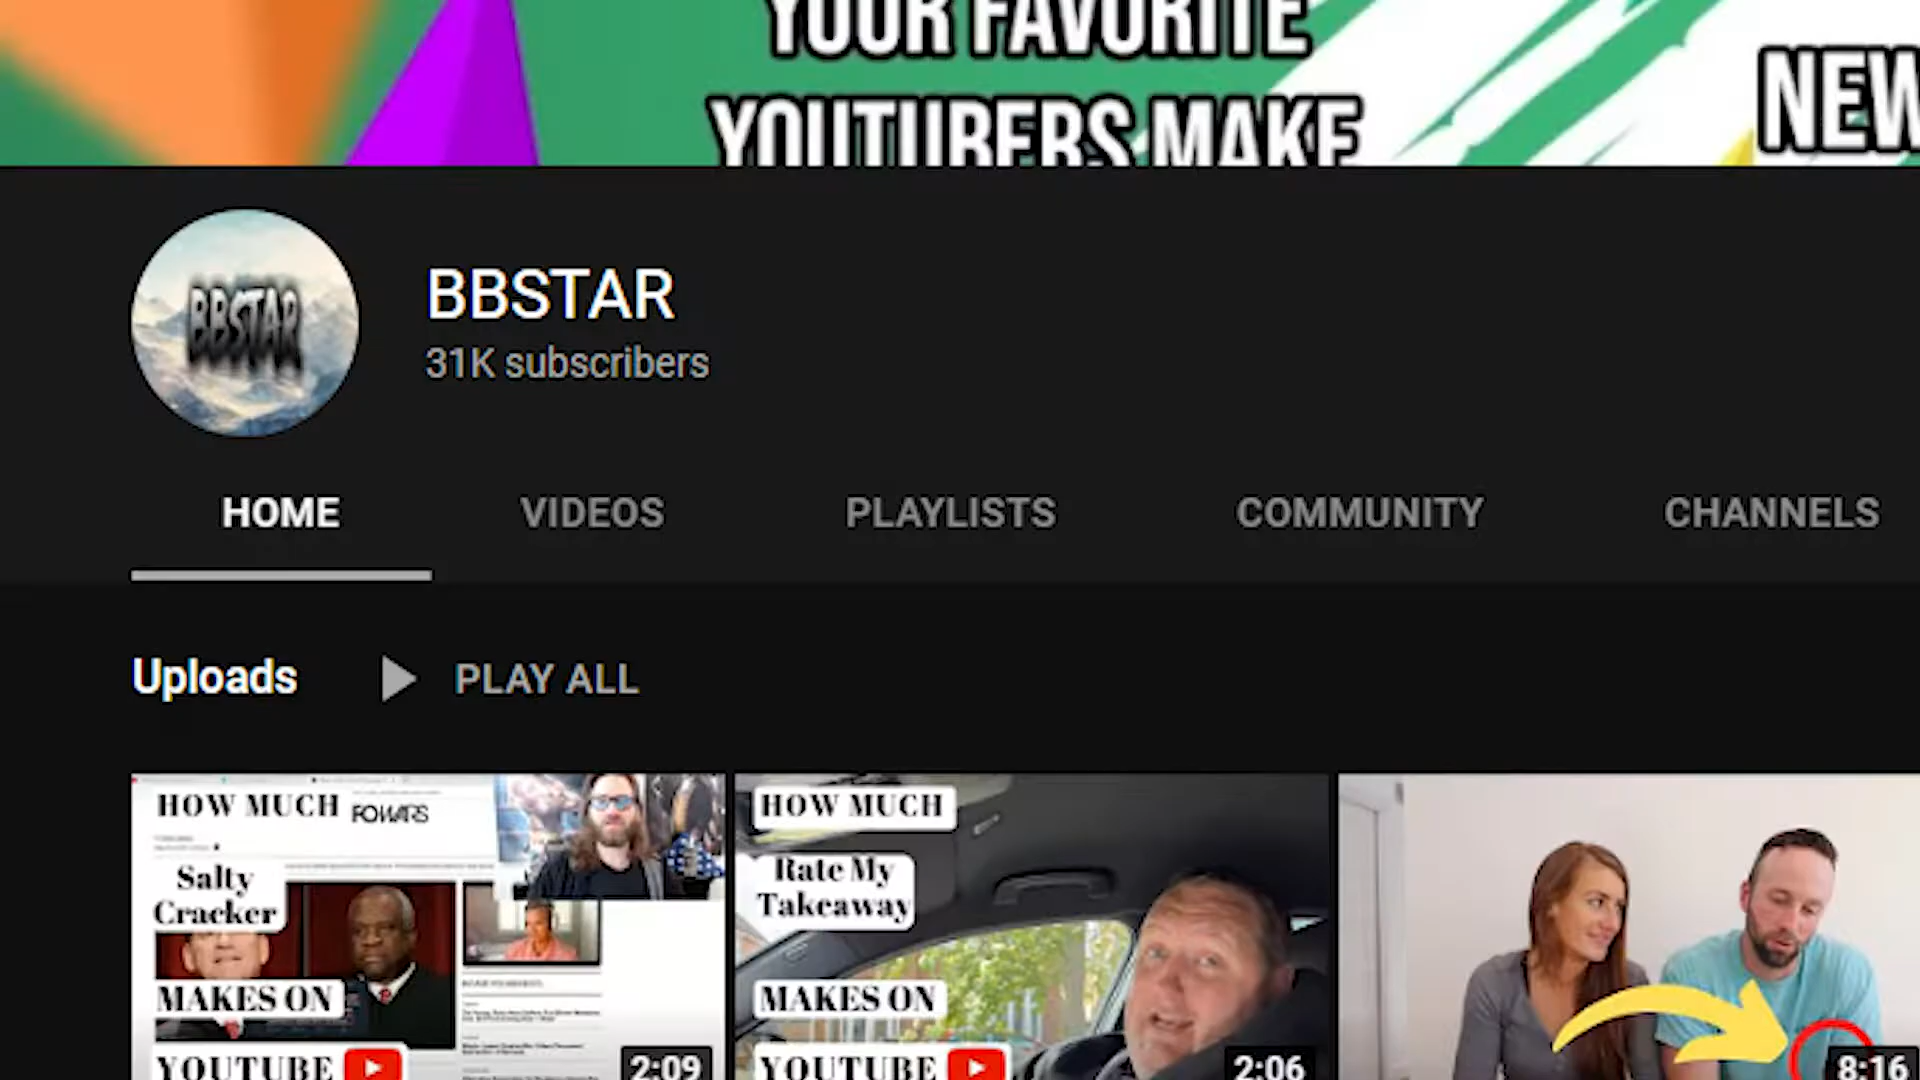 YOUR FAVORITE
YOUTUBERS MAKE
NEW
BBSTAR
BBSTAR
31K subscribers
HOME
VIDEOS
PLAYLISTS
COMMUNITY
CHANNELS
Uploads
PLAY ALL
HOW MUCH
FOWARS
Salty
Cracker
MAKES ON
YOUTUBE
2:09
HOW MUCH
Rate My
Takeaway
MAKES ON
YOUTUBE
2:06
8:16